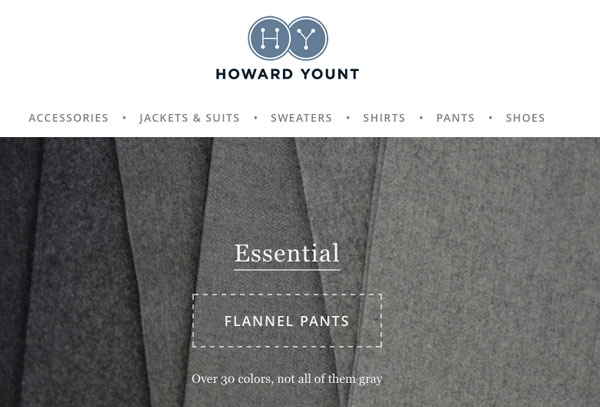 HY
HOWARD YOUNT
ACCESSORIES • JACKETS & SUITS • SWEATERS • SHIRTS • PANTS • SHOES
Essential
FLANNEL PANTS
Over 30 colors, not all of them gray